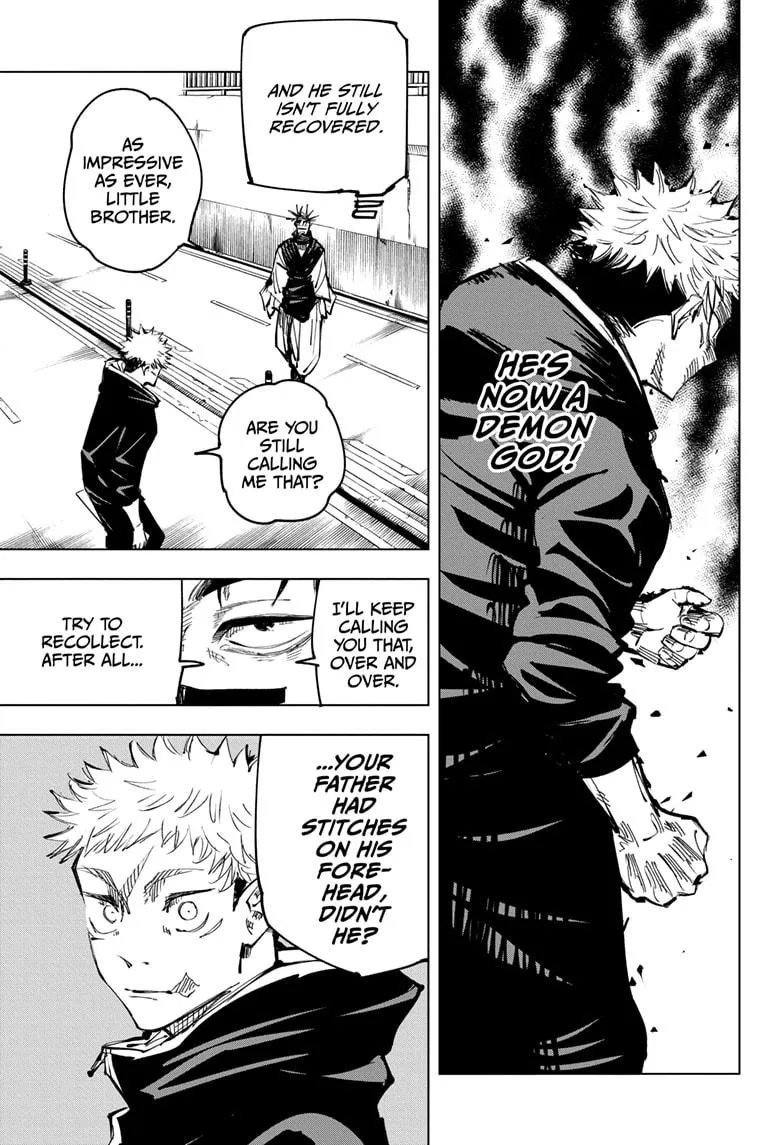 HE'S
NOW A
DEMON
GOD!
AND HE STILL
ISN'T FULLY
RECOVERED.
AS
IMPRESSIVE
AS EVER,
LITTLE
BROTHER.
ARE YOU
STILL
CALLING
ME THAT?
I'LL KEEP
CALLING
YOU THAT,
OVER AND
OVER.
TRY TO
RECOLLECT.
AFTER ALL...
...YOUR
FATHER
HAD
STITCHES
ON HIS
FORE-
HEAD,
DIDN'T
HE?